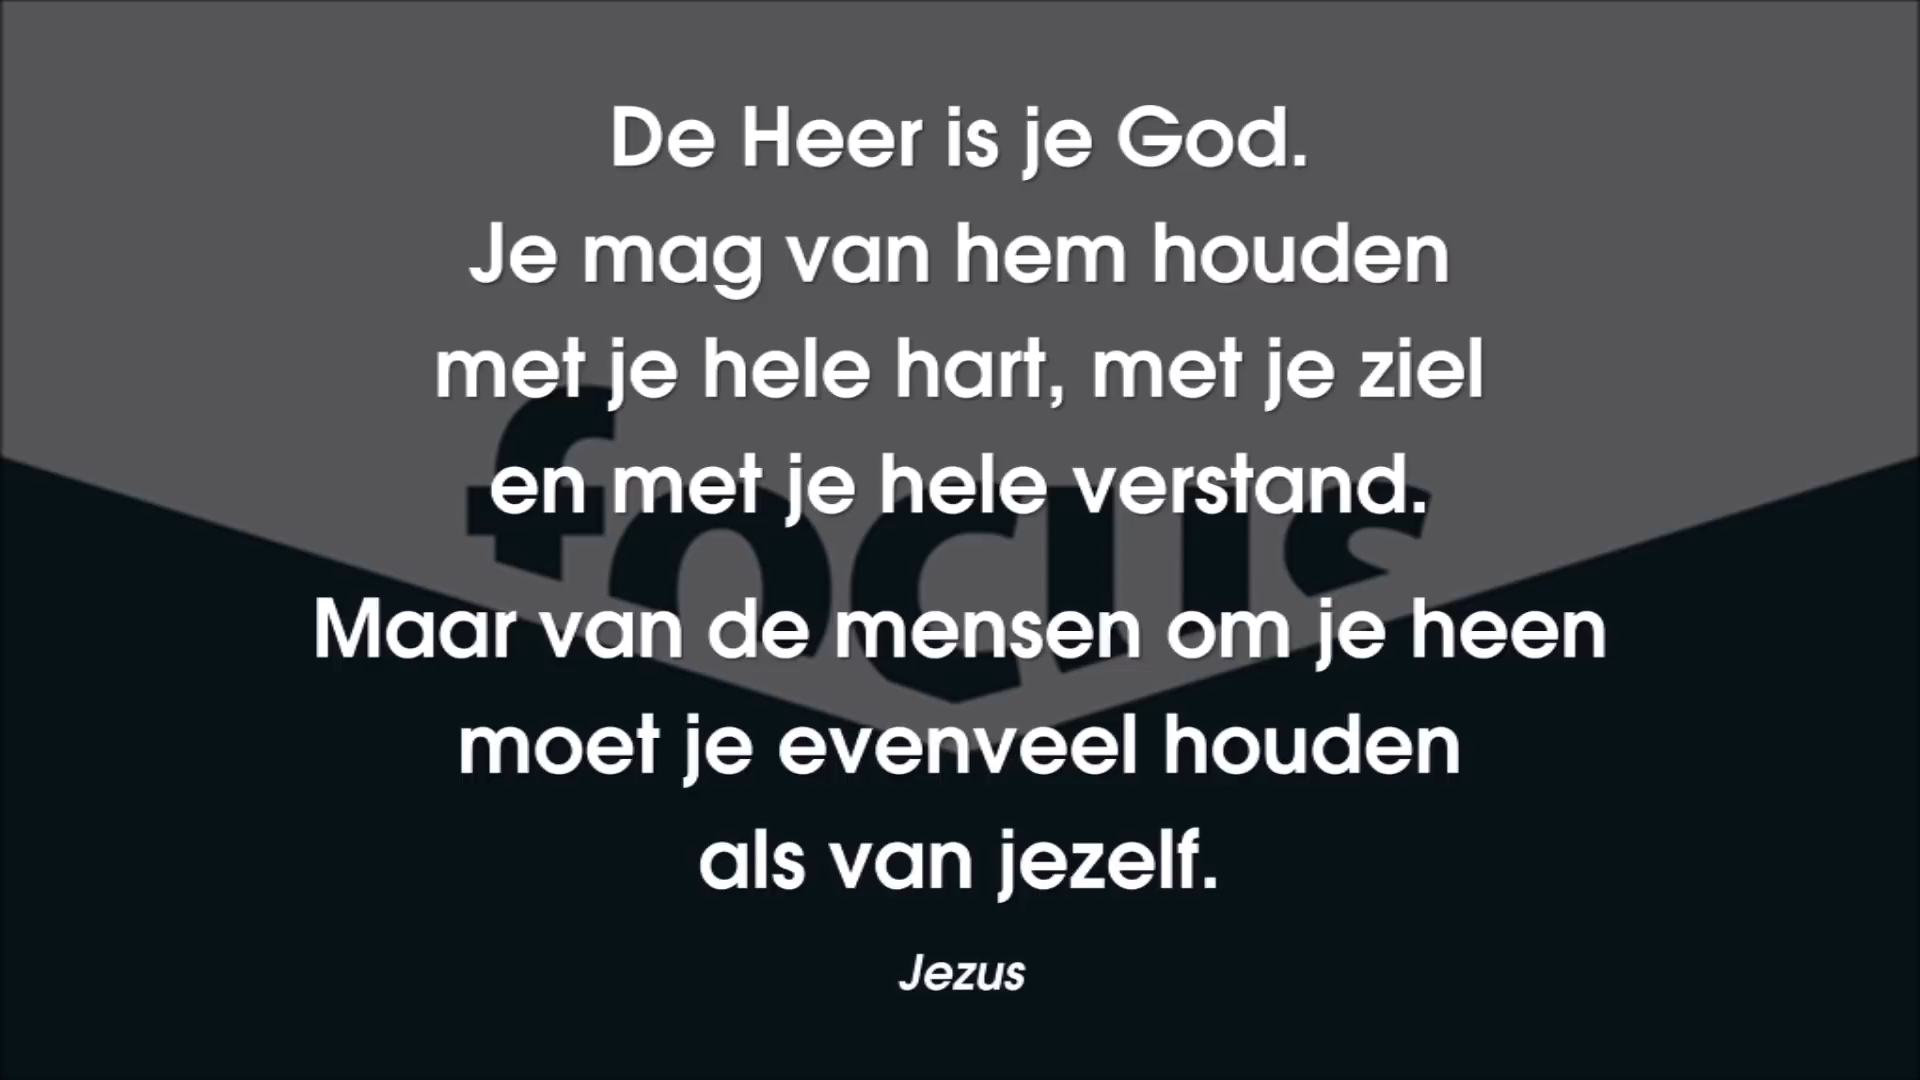 De Heer is je God.
Je mag van hem houden
met je hele hart, met je ziel
en met je hele verstand.
focus
Maar van de mensen om je heen
moet je evenveel houden
als van jezelf.
Jezus